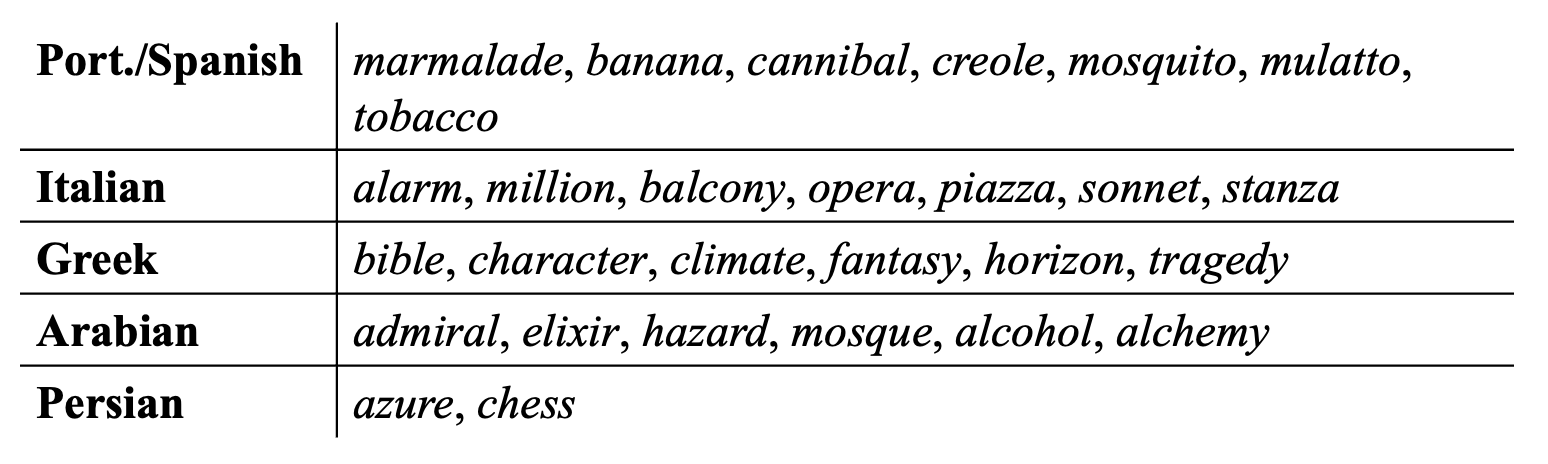 Port./Spanish marmalade, banana, cannibal, creole, mosquito, mulatto,
tobacco
Italian alarm, million, balcony, opera, piazza, sonnet, stanza
Greek bible, character, climate, fantasy, horizon, tragedy
Arabian admiral, elixir, hazard, mosque, alcohol, alchemy
Persian azure, chess